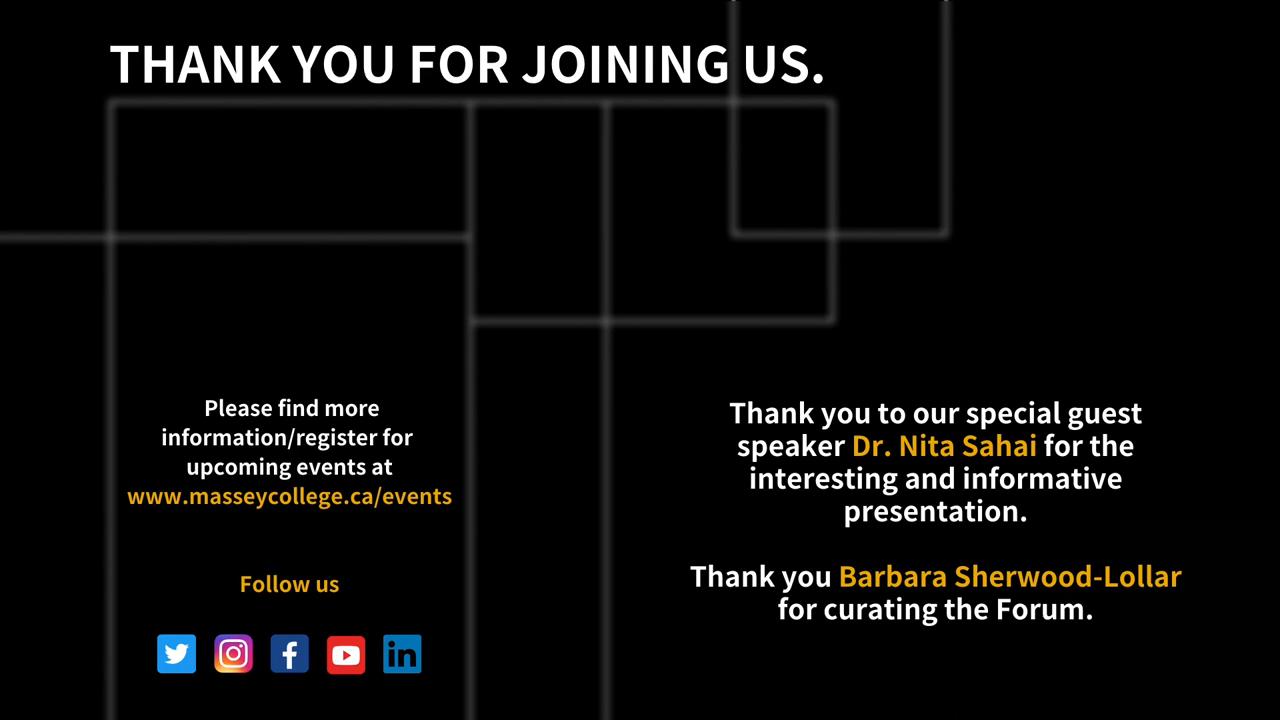 THANK YOU FOR JOINING US.
Please find more
information/register for
upcoming events at
www.masseycollege.ca/events
Follow us
Thank you to our special guest
speaker Dr. Nita Sahai for the
interesting and informative
presentation.
Thank you Barbara Sherwood-Lollar
for curating the Forum.